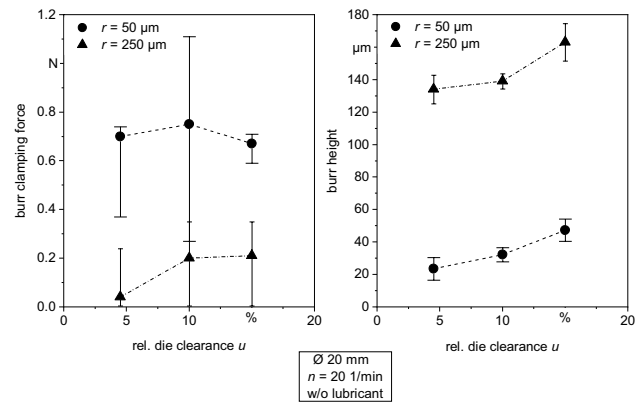 r = 50 µm
r = 250 µm
1.2
N
0.8
0.6
0.4
0.2
0.0
0
5
10
%
20
burr clamping force
rel. die clearance u
r = 50 µm
r = 250 µm
180
µm
140
120
100
80
60
40
20
0
0
5
10
%
20
burr height
rel. die clearance u
Ø 20 mm
n = 20 1/min
w/o lubricant